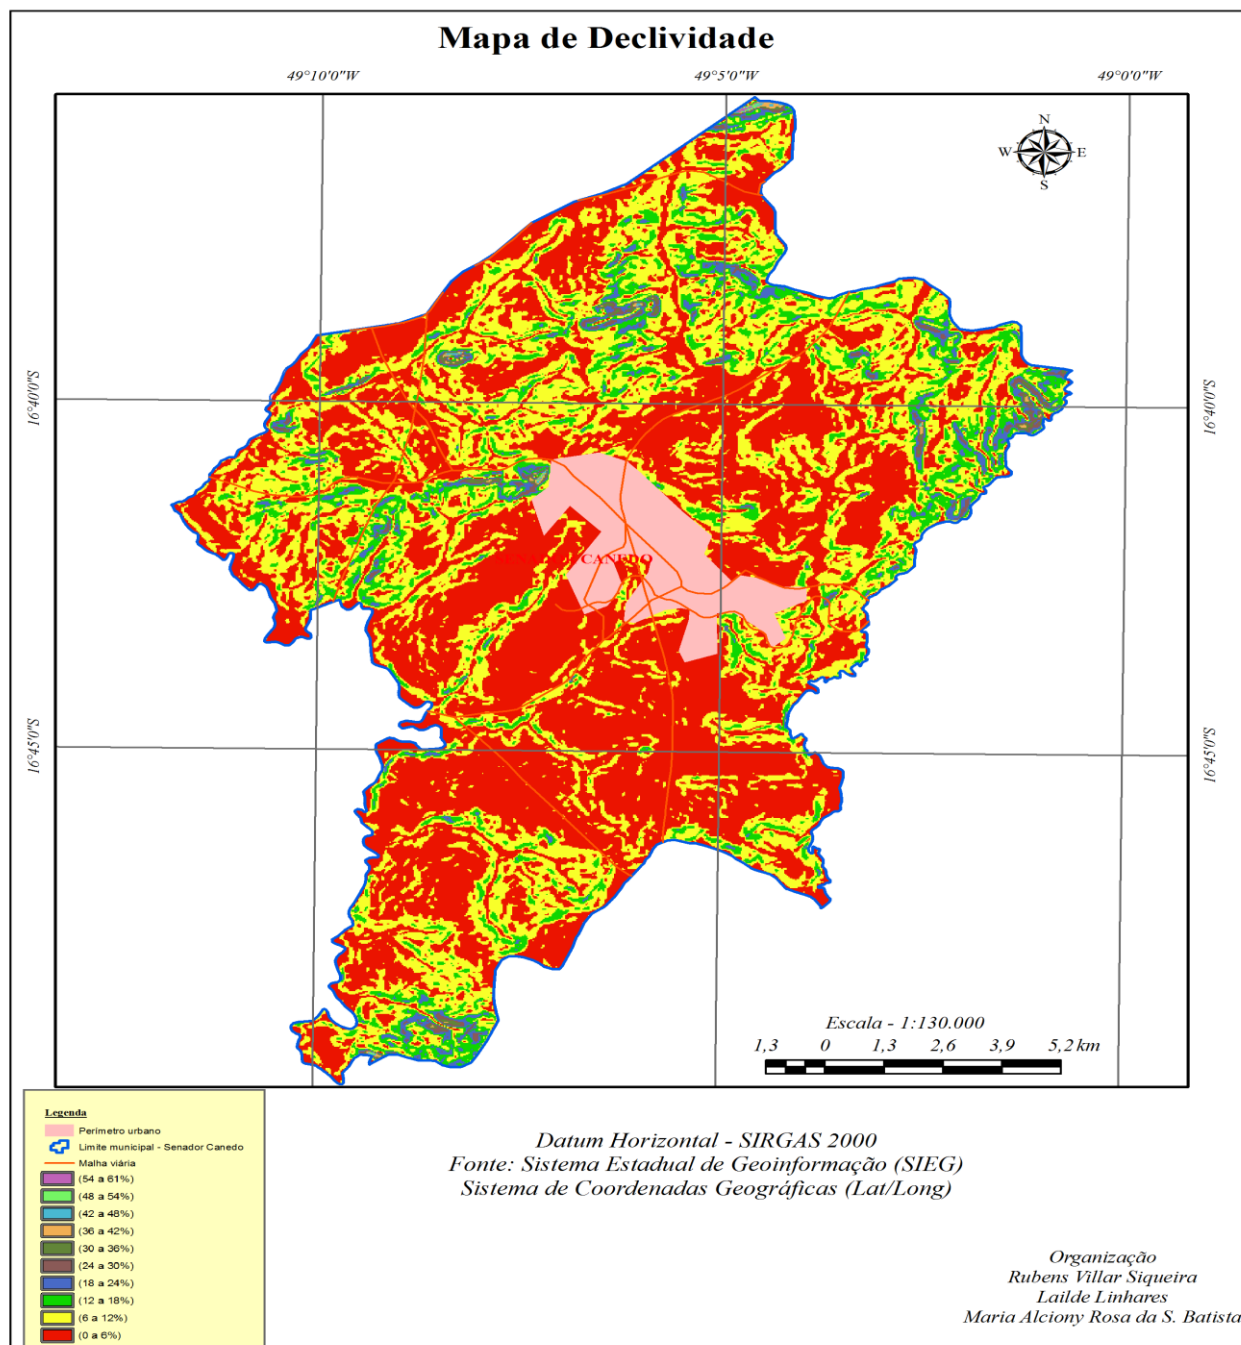 Mapa de Declividade
49°10'0"W
49°5'0"W
49°0'0"W
N
W
E
S
16°40'0"S
16°40'0"S
CANEDO
16°45'0"S
16°45'0"S
Escala - 1:130.000
1,3 0 1,3 2,6 3,9 5,2 km
Legenda
Perímetro urbano
Limite municipal - Senador Canedo
Malha viária
(54 a 61%)
(48 a 54%)
(42 a 48%)
(36 a 42%)
(30 a 36%)
(24 a 30%)
(18 a 24%)
(12 a 18%)
(6 a 12%)
(0 a 6%)
Datum Horizontal - SIRGAS 2000
Fonte: Sistema Estadual de Geoinformação (SIEG)
Sistema de Coordenadas Geográficas (Lat/Long)
Organização
Rubens Villar Siqueira
Lailde Linhares
Maria Alciony Rosa da S. Batista